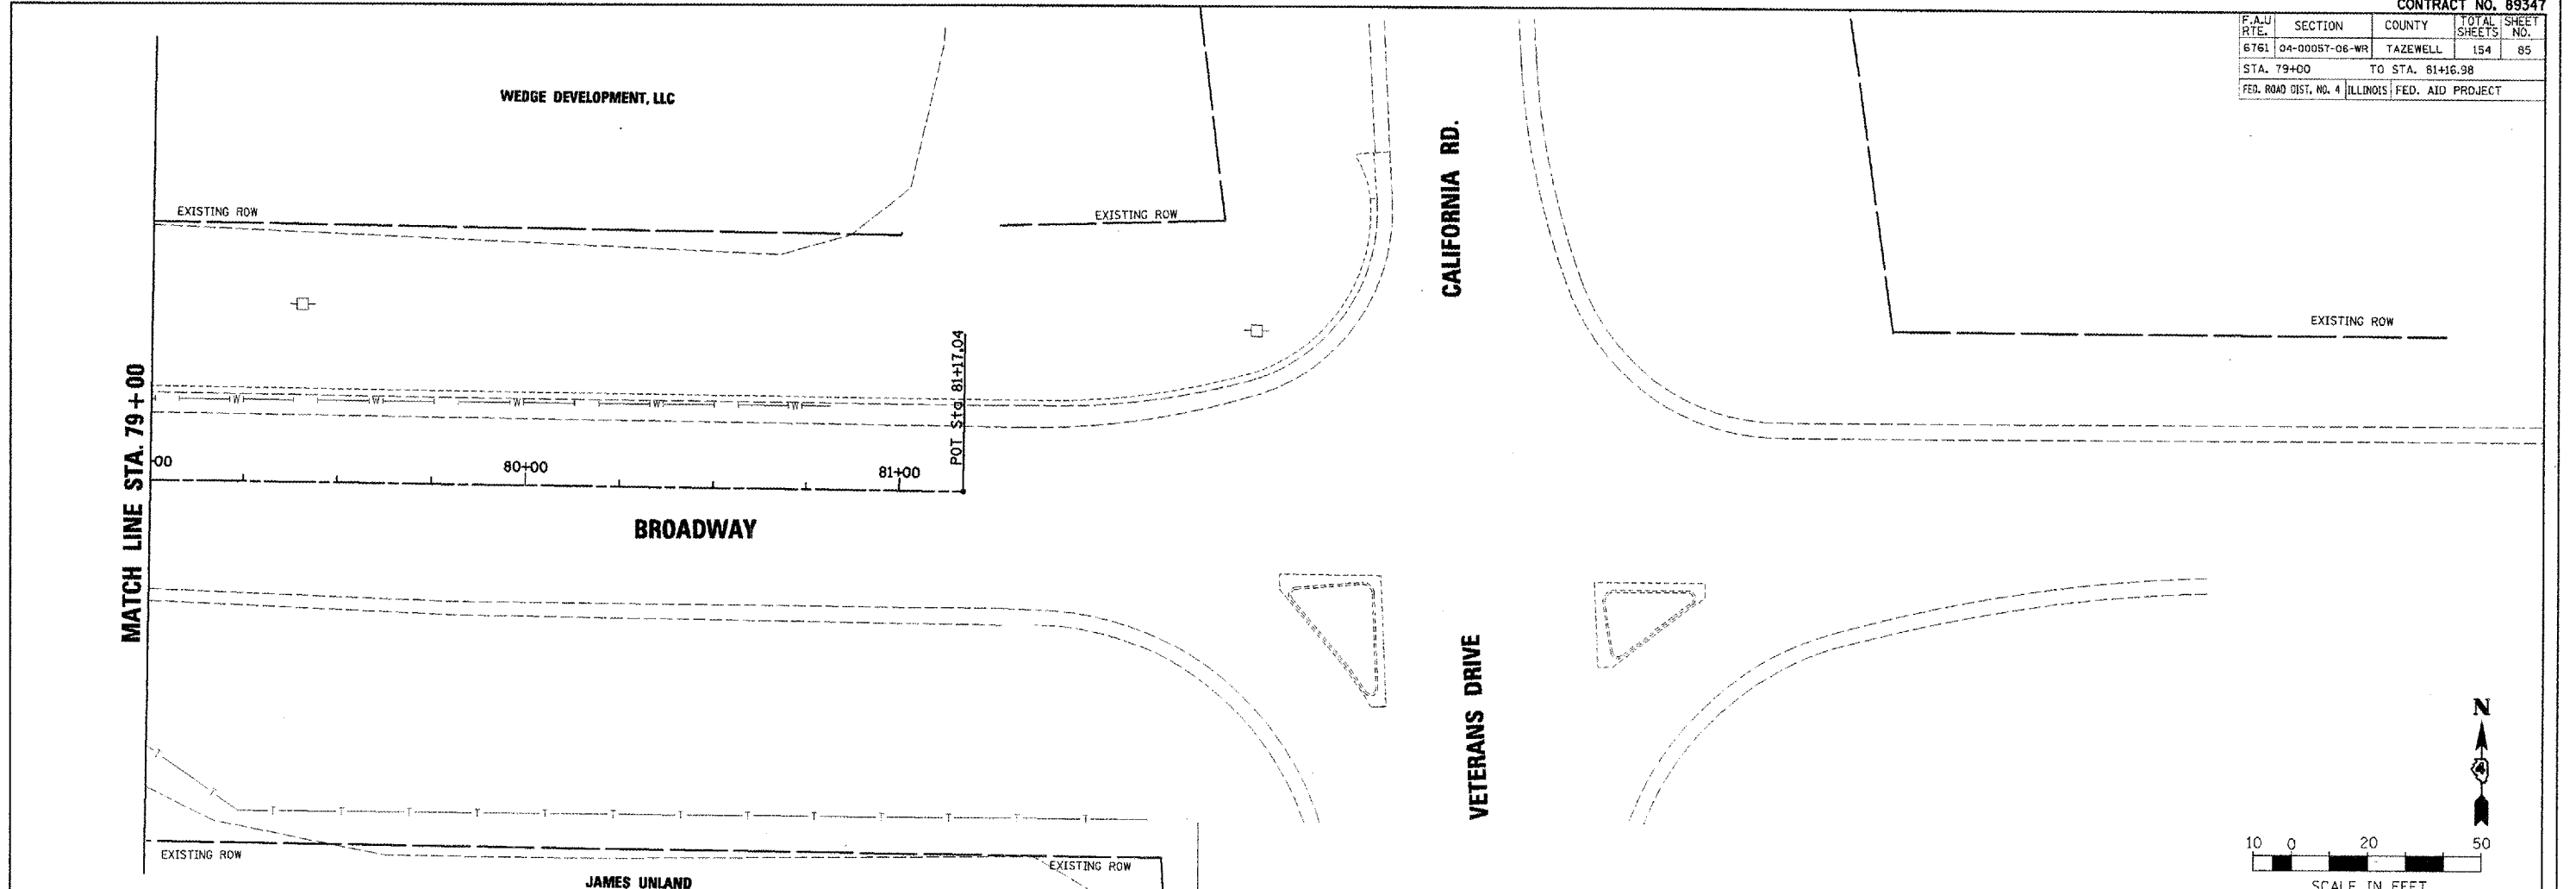 CONTRACT NO. 89347
F.A.U RTE. SECTION COUNTY TOTAL SHEETS SHEET NO.
6761 04-00057-06-WR TAZEWELL 154 85
STA. 79+00 TO STA. 81+16.98
FED. ROAD DIST. NO. 4 ILLINOIS FED. AID PROJECT
WEDGE DEVELOPMENT, LLC
CALIFORNIA RD.
EXISTING ROW
EXISTING ROW
EXISTING ROW
POT Sta 81+17.04
MATCH LINE STA. 79+00
W W W W W
00
80+00
81+00
BROADWAY
VETERANS DRIVE
N
4
T T T T T T T T T T T T T
EXISTING ROW
EXISTING ROW
JAMES UNLAND
10 0 20 50
SCALE IN FEET